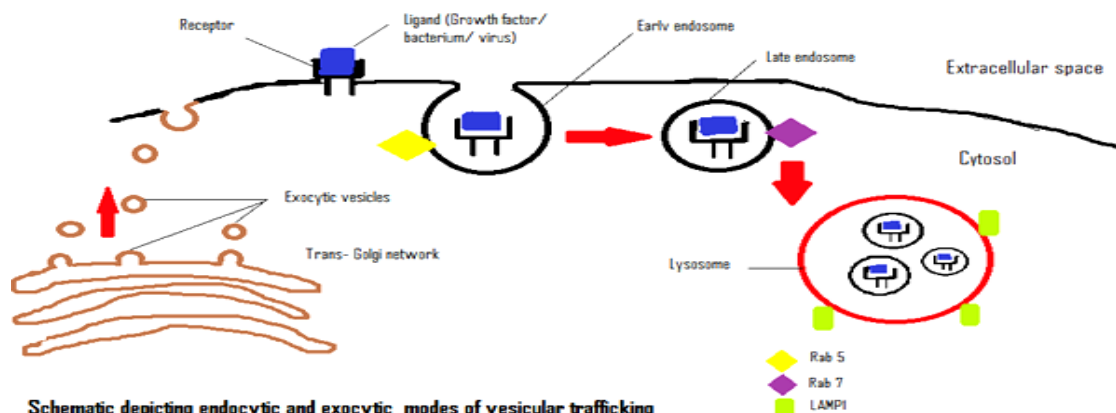 Ligand (Growth factor/
bacterium/ virus)
Receptor
Early endosome
Late endosome
Extracellular space
Cytosol
Exocytic vesicles
Trans- Golgi network
Lysosome
Rab 5
Rab 7
LAMP1
Schematic depicting endocytic and exocytic modes of vesicular trafficking